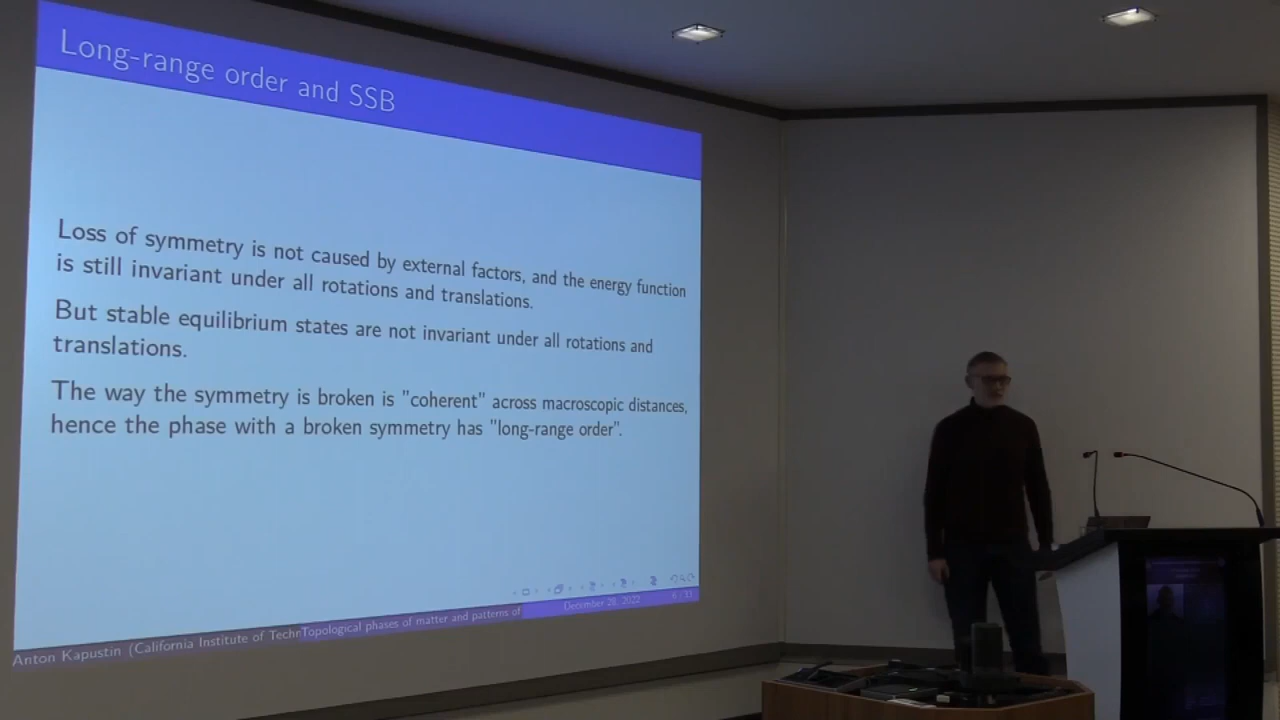 Long-range order and SSB
Loss of symmetry is not caused by external factors, and the energy function
is still invariant under all rotations and translations.
But stable equilibrium states are not invariant under all rotations and
translations.
The way the symmetry is broken is "coherent" across macroscopic distances,
hence the phase with a broken symmetry has "long-range order".
Anton Kapustin (California Institute of Techn Topological phases of matter and patterns of December 28, 2022 6 / 33